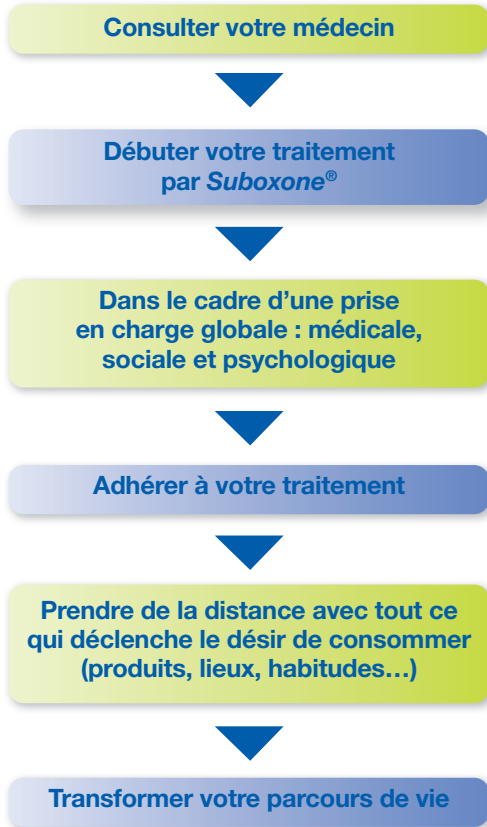 Consulter votre médecin
Débuter votre traitement
par Suboxone®
Dans le cadre d’une prise
en charge globale : médicale,
sociale et psychologique
Adhérer à votre traitement
Prendre de la distance avec tout ce
qui déclenche le désir de consommer
(produits, lieux, habitudes…)
Transformer votre parcours de vie